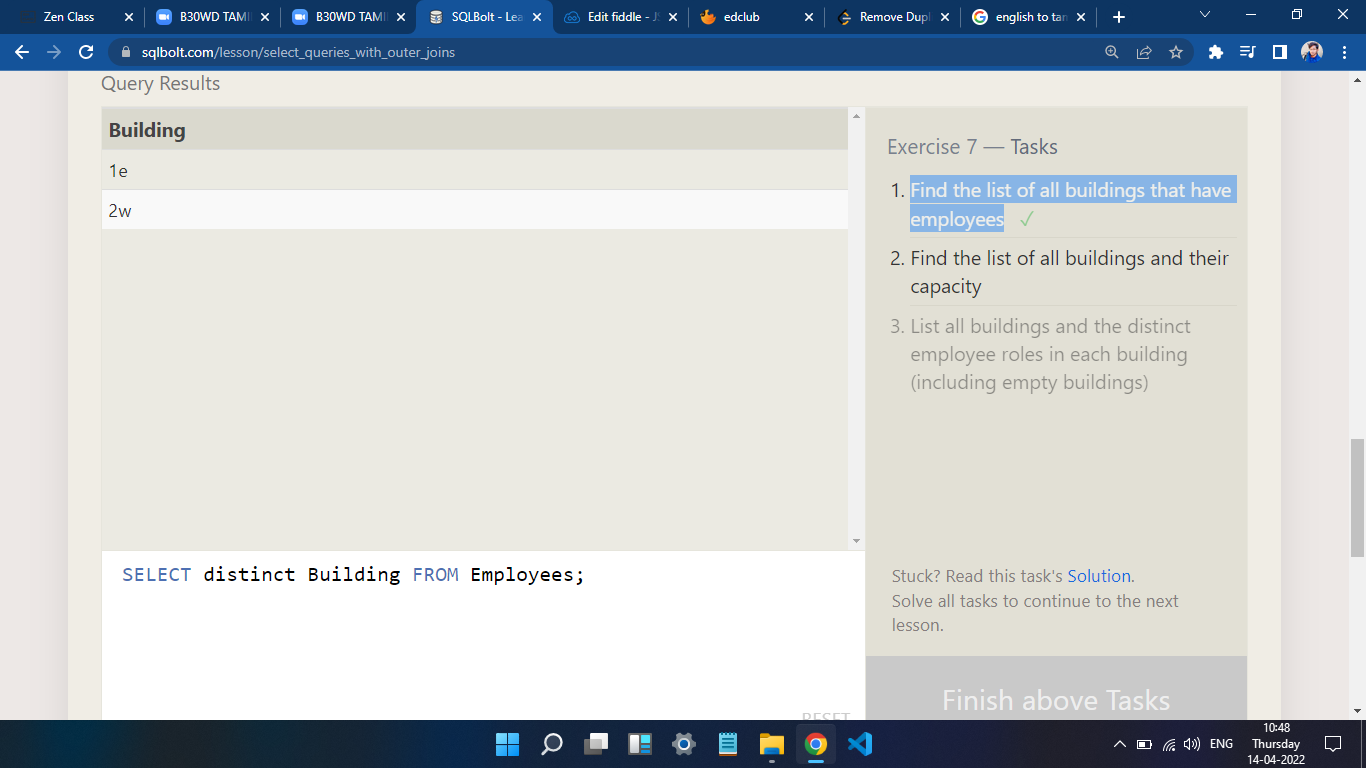 Zen Class
B30WD TAMI
B30WD TAMI
SQLBolt - Lea
Edit fiddle - JS
edclub
Remove Dupl
english to tan
sqlbolt.com/lesson/select_queries_with_outer_joins
Query Results
Building
1e
2w
SELECT distinct Building FROM Employees;
RESET
Exercise 7 — Tasks
1. Find the list of all buildings that have
employees ✓
2. Find the list of all buildings and their
capacity
3. List all buildings and the distinct
employee roles in each building
(including empty buildings)
Stuck? Read this task's Solution.
Solve all tasks to continue to the next
lesson.
Finish above Tasks
ENG
10:48
Thursday
14-04-2022